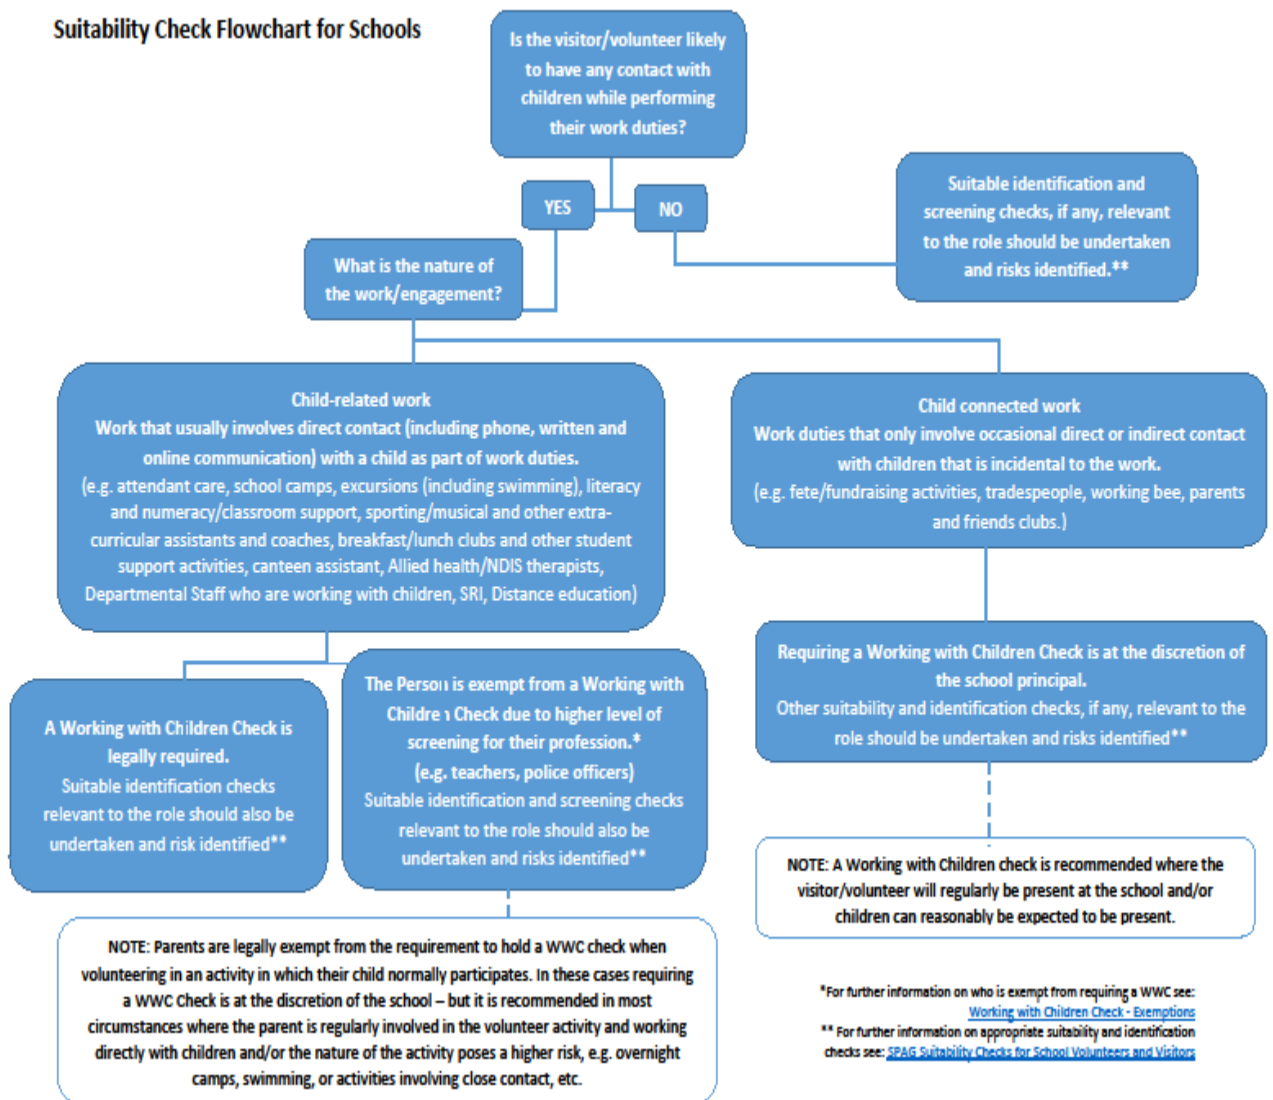 Suitability Check Flowchart for Schools
Is the visitor/volunteer likely
to have any contact with
children while performing
their work duties?
YES
NO
Suitable identification and
screening checks, if any, relevant
to the role should be undertaken
and risks identified.**
What is the nature of
the work/engagement?
Child-related work
Work that usually involves direct contact (including phone, written and
online communication) with a child as part of work duties.
(e.g. attendant care, school camps, excursions (including swimming), literacy
and numeracy/classroom support, sporting/musical and other extra-
curricular assistants and coaches, breakfast/lunch clubs and other student
support activities, canteen assistant, Allied health/NDIS therapists,
Departmental Staff who are working with children, SRI, Distance education)
Child connected work
Work duties that only involve occasional direct or indirect contact
with children that is incidental to the work.
(e.g. fete/fundraising activities, tradespeople, working bee, parents
and friends clubs.)
A Working with Children Check is
legally required.
Suitable identification checks
relevant to the role should also be
undertaken and risk identified**
The Person is exempt from a Working with
Children Check due to higher level of
screening for their profession.*
(e.g. teachers, police officers)
Suitable identification and screening checks
relevant to the role should also be
undertaken and risks identified**
Requiring a Working with Children Check is at the discretion of
the school principal.
Other suitability and identification checks, if any, relevant to the
role should be undertaken and risks identified**
NOTE: A Working with Children check is recommended where the
visitor/volunteer will regularly be present at the school and/or
children can reasonably be expected to be present.
NOTE: Parents are legally exempt from the requirement to hold a WWC check when
volunteering in an activity in which their child normally participates. In these cases requiring
a WWC Check is at the discretion of the school – but it is recommended in most
circumstances where the parent is regularly involved in the volunteer activity and working
directly with children and/or the nature of the activity poses a higher risk, e.g. overnight
camps, swimming, or activities involving close contact, etc.
*For further information on who is exempt from requiring a WWC see:
Working with Children Check - Exemptions
** For further information on appropriate suitability and identification
checks see: SPAG Suitability Checks for School Volunteers and Visitors